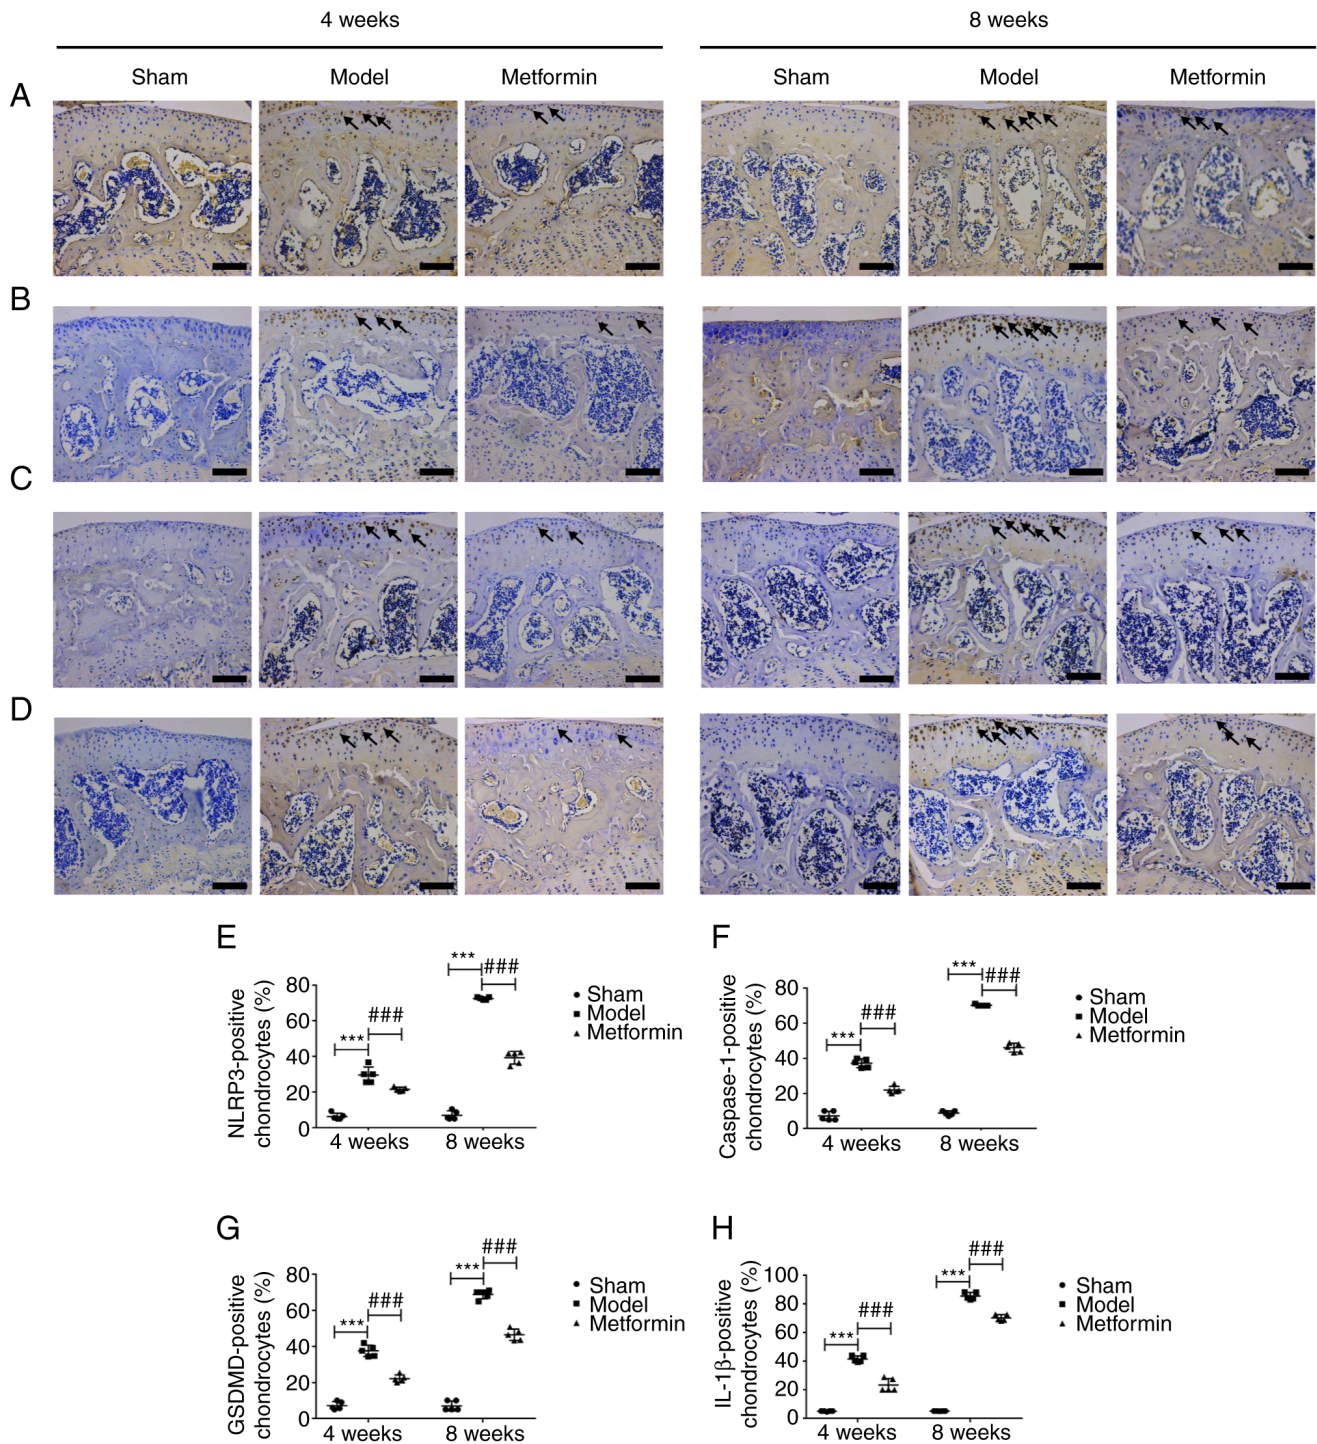 4 weeks
8 weeks
Sham
Model
Metformin
Sham
Model
Metformin
A
B
C
D
E
NLRP3-positive
chondrocytes (%)
80
60
40
20
0
***
###
***
###
4 weeks
8 weeks
Sham
Model
Metformin
F
Caspase-1-positive
chondrocytes (%)
80
60
40
20
0
***
###
***
###
4 weeks
8 weeks
Sham
Model
Metformin
G
GSDMD-positive
chondrocytes (%)
80
60
40
20
0
***
###
***
###
4 weeks
8 weeks
Sham
Model
Metformin
H
IL-1β-positive
chondrocytes (%)
100
80
60
40
20
0
***
###
***
###
4 weeks
8 weeks
Sham
Model
Metformin